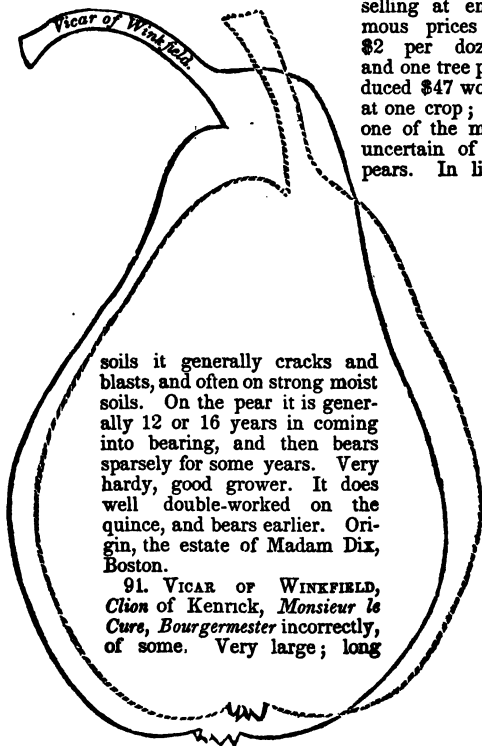 Vicar of Winkfield.
selling at en
mous prices
$2 per doz
and one tree p
duced $47 wo
at one crop;
one of the m
uncertain of
pears. In li
soils it generally cracks and
blasts, and often on strong moist
soils. On the pear it is gener-
ally 12 or 16 years in coming
into bearing, and then bears
sparsely for some years. Very
hardy, good grower. It does
well double-worked on the
quince, and bears earlier. Ori-
gin, the estate of Madam Dix,
Boston.
91. VICAR OF WINKFIELD,
Clion of Kenrick, Monsieur le
Cure, Bourgermester incorrectly,
of some. Very large; long